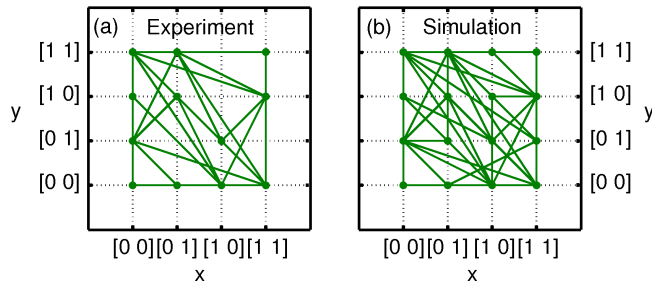 (a) Experiment
(b) Simulation
[1 1]
[1 0]
[0 1]
[0 0]
y
[0 0][0 1] [1 0][1 1]
x
[0 0][0 1] [1 0][1 1]
x
[1 1]
[1 0]
[0 1]
[0 0]
y